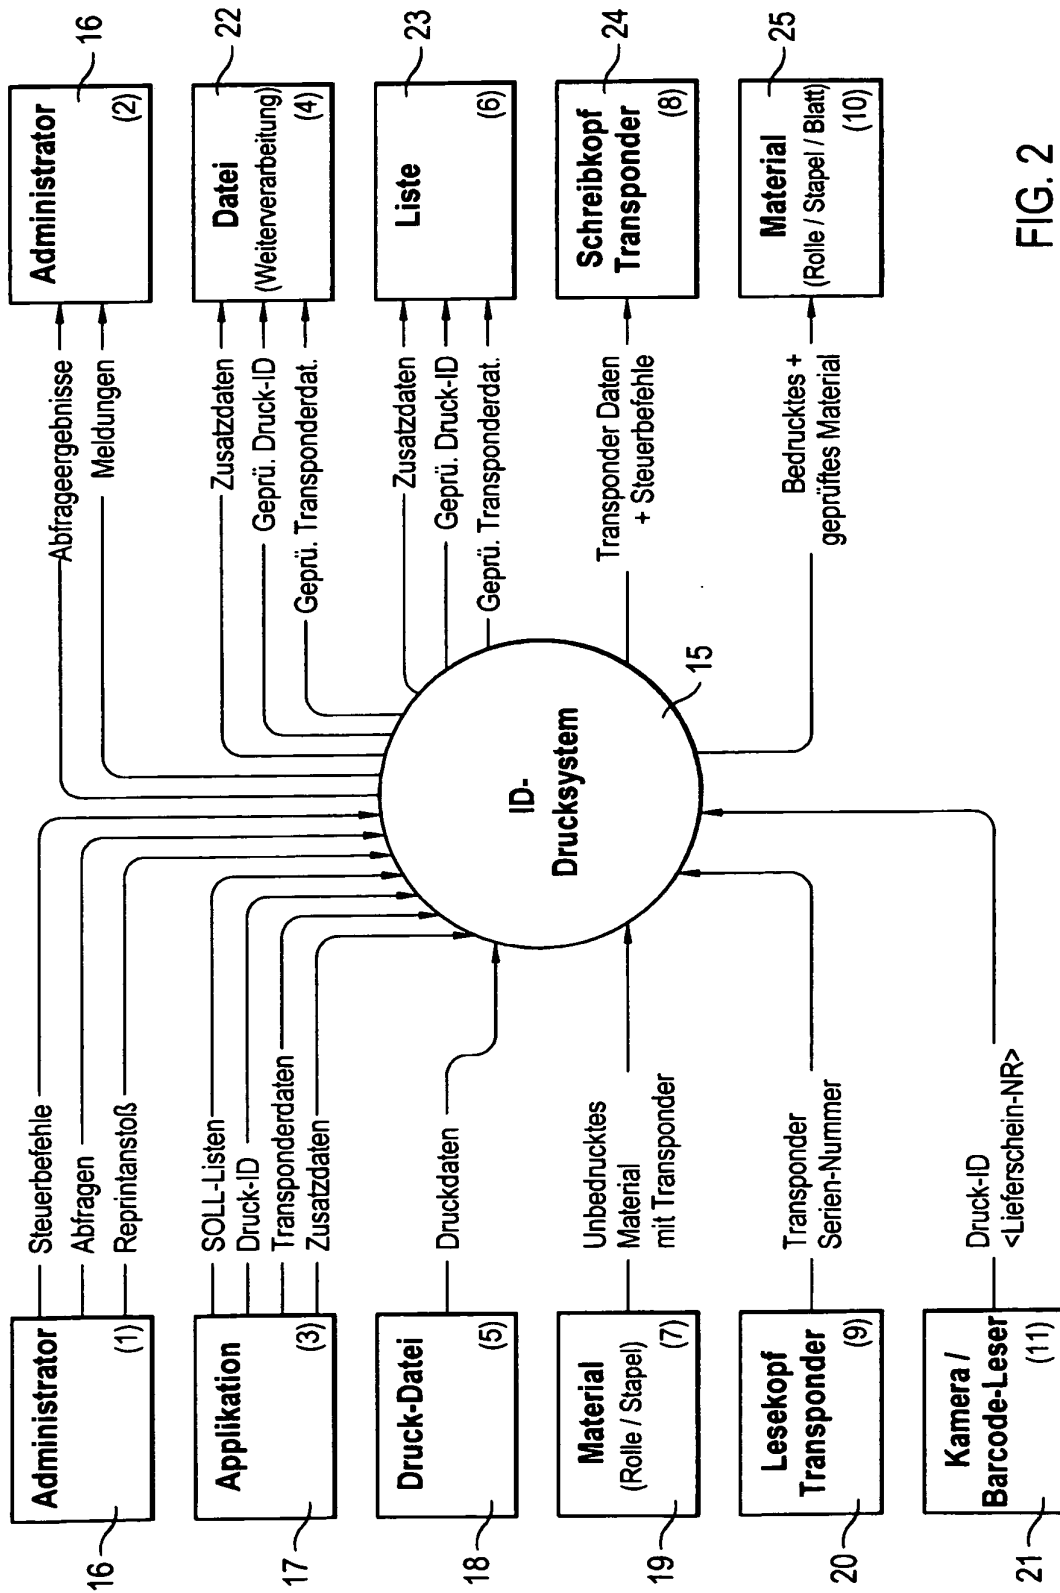 Administrator
(1)
16
Steuerbefehle
Abfragen
Reprintanstoß
Applikation
(3)
17
SOLL-Listen
Druck-ID
Transponderdaten
Zusatzdaten
Druck-Datei
(5)
18
Druckdaten
Material
(Rolle / Stapel)
(7)
19
Unbedrucktes
Material
mit Transponder
Lesekopf
Transponder
(9)
20
Transponder
Serien-Nummer
Kamera /
Barcode-Leser
(11)
21
Druck-ID
<Lieferschein-NR>
ID-
Drucksystem
15
Abfrageergebnisse
Meldungen
Administrator
(2)
16
Zusatzdaten
Geprü. Druck-ID
Geprü. Transponderdat.
Datei
(Weiterverarbeitung)
(4)
22
Zusatzdaten
Geprü. Druck-ID
Geprü. Transponderdat.
Liste
(6)
23
Transponder Daten
+ Steuerbefehle
Schreibkopf
Transponder
(8)
24
Bedrucktes +
geprüftes Material
Material
(Rolle / Stapel / Blatt)
(10)
25
FIG. 2